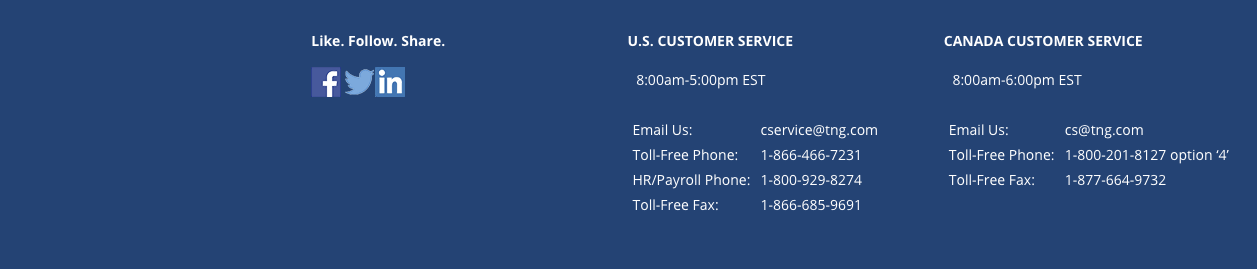 Like. Follow. Share.
f in
U.S. CUSTOMER SERVICE
8:00am-5:00pm EST
Email Us: cservice@tng.com
Toll-Free Phone: 1-866-466-7231
HR/Payroll Phone: 1-800-929-8274
Toll-Free Fax: 1-866-685-9691
CANADA CUSTOMER SERVICE
8:00am-6:00pm EST
Email Us: cs@tng.com
Toll-Free Phone: 1-800-201-8127 option ‘4’
Toll-Free Fax: 1-877-664-9732